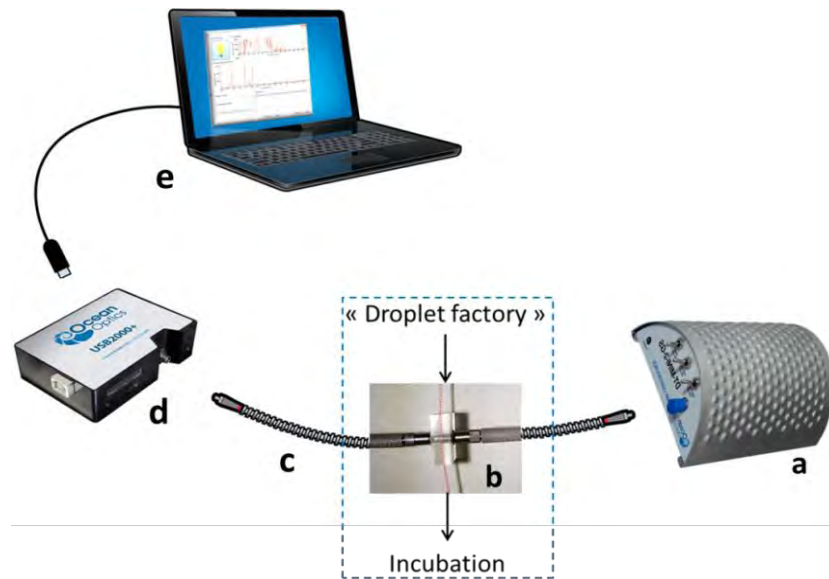 e
« Droplet factory »
Ocean
Optics
USB2000+
d
c
b
a
Incubation